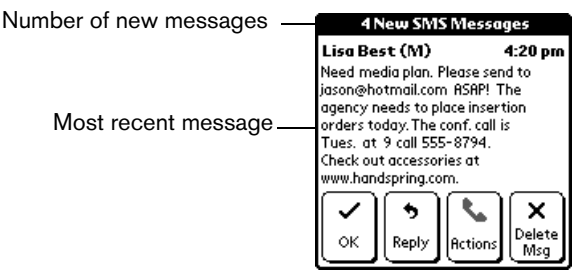 Number of new messages
4 New SMS Messages
Lisa Best (M) 4:20 pm
Need media plan. Please send to
jason@hotmail.com ASAP! The
agency needs to place insertion
orders today. The conf. call is
Tues. at 9 call 555-8794.
Check out accessories at
www.handspring.com.
Most recent message
OK
Reply
Actions
Delete
Msg